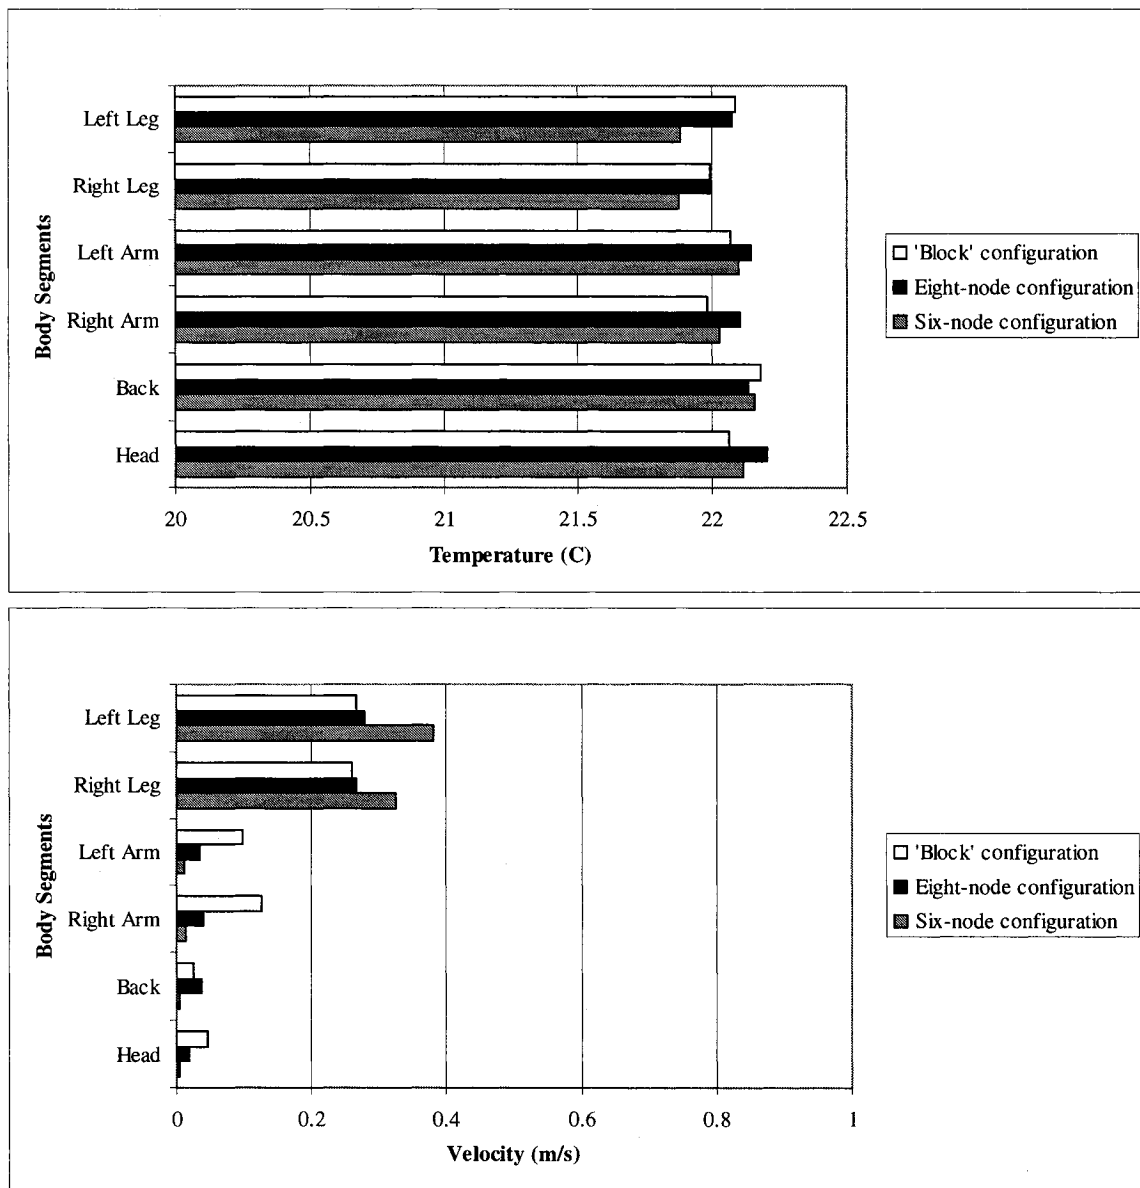 Left Leg
Right Leg
Left Arm
Right Arm
Back
Head
Body Segments
20 20.5 21 21.5 22 22.5
Temperature (C)
'Block' configuration
Eight-node configuration
Six-node configuration
Left Leg
Right Leg
Left Arm
Right Arm
Back
Head
Body Segments
0 0.2 0.4 0.6 0.8 1
Velocity (m/s)
'Block' configuration
Eight-node configuration
Six-node configuration